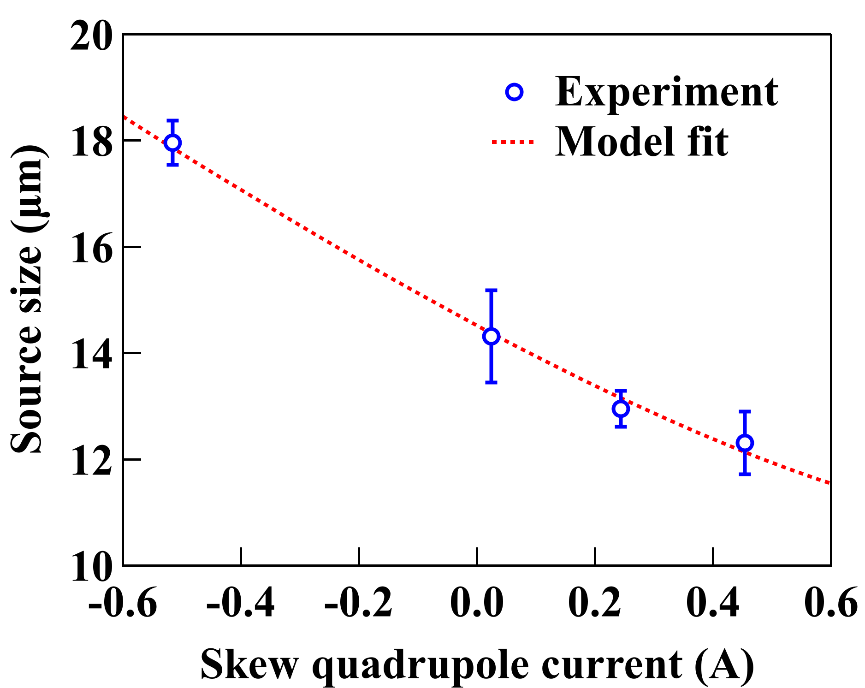 20
18
16
14
12
10
Source size (μm)
Experiment
Model fit
-0.6 -0.4 -0.2 0.0 0.2 0.4 0.6
Skew quadrupole current (A)